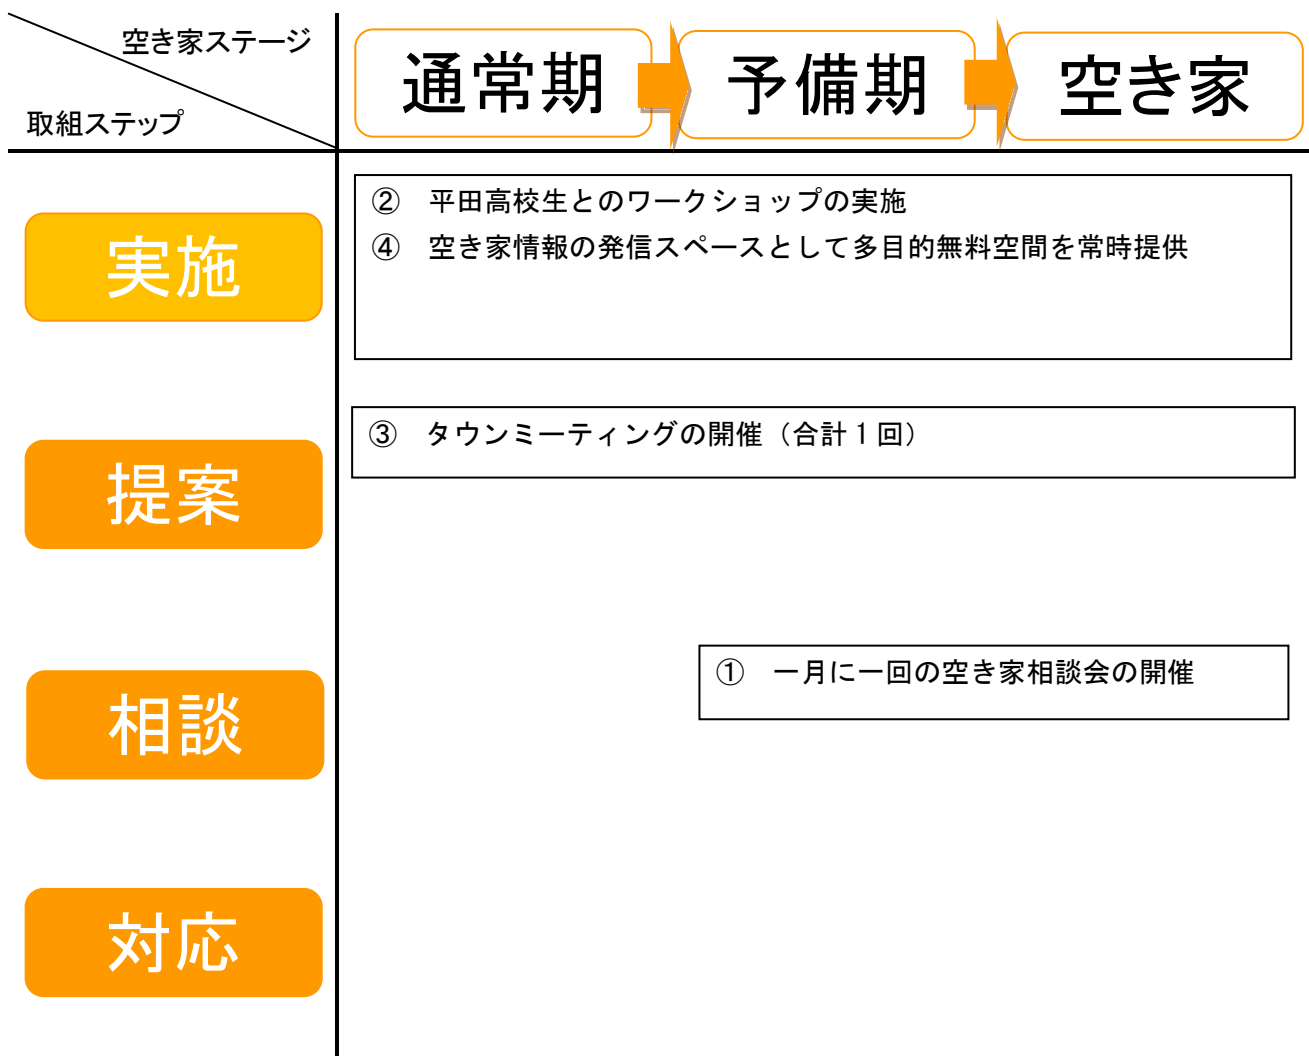 空き家ステージ
取組ステップ
通常期
予備期
空き家
実施
② 平田高校生とのワークショップの実施
④ 空き家情報の発信スペースとして多目的無料空間を常時提供
提案
③ タウンミーティングの開催（合計１回）
相談
① 一月に一回の空き家相談会の開催
対応